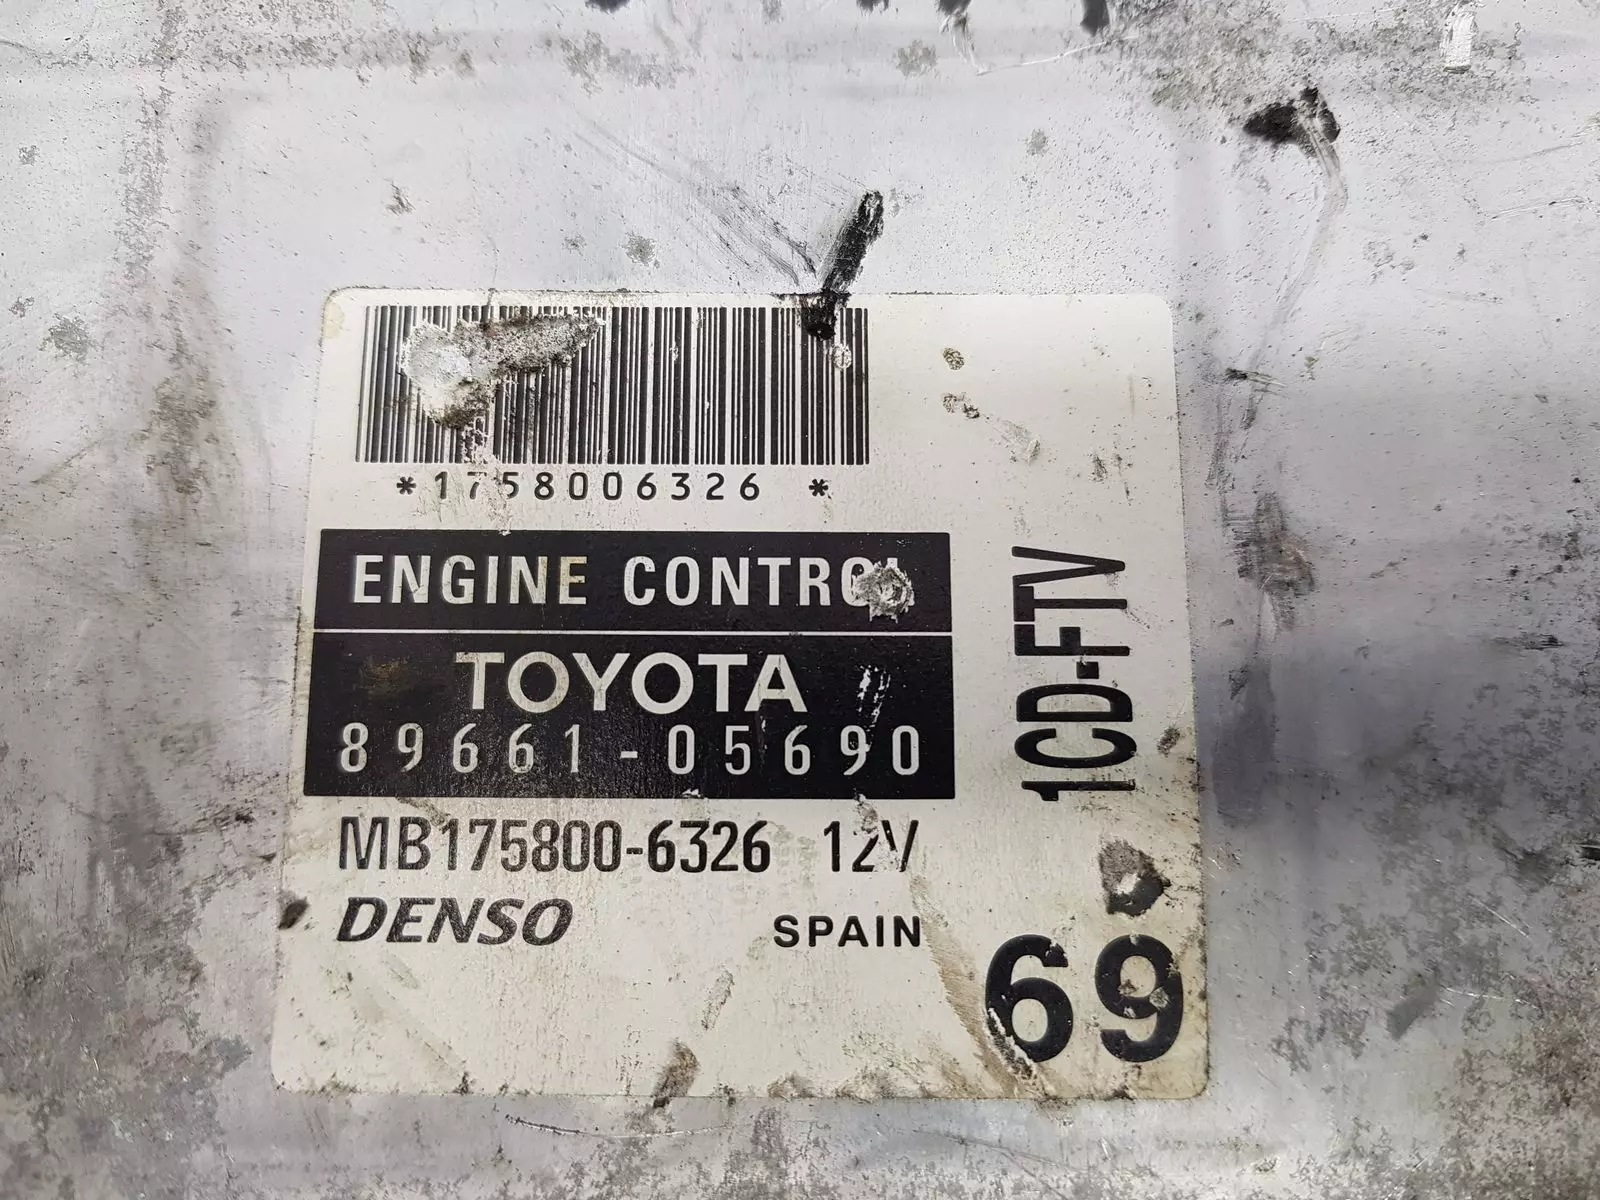 *1758006326 *
ENGINE CONTROL
TOYOTA
89661-05690
MB175800-6326 12V
DENSO SPAIN
1CD-FTV
69